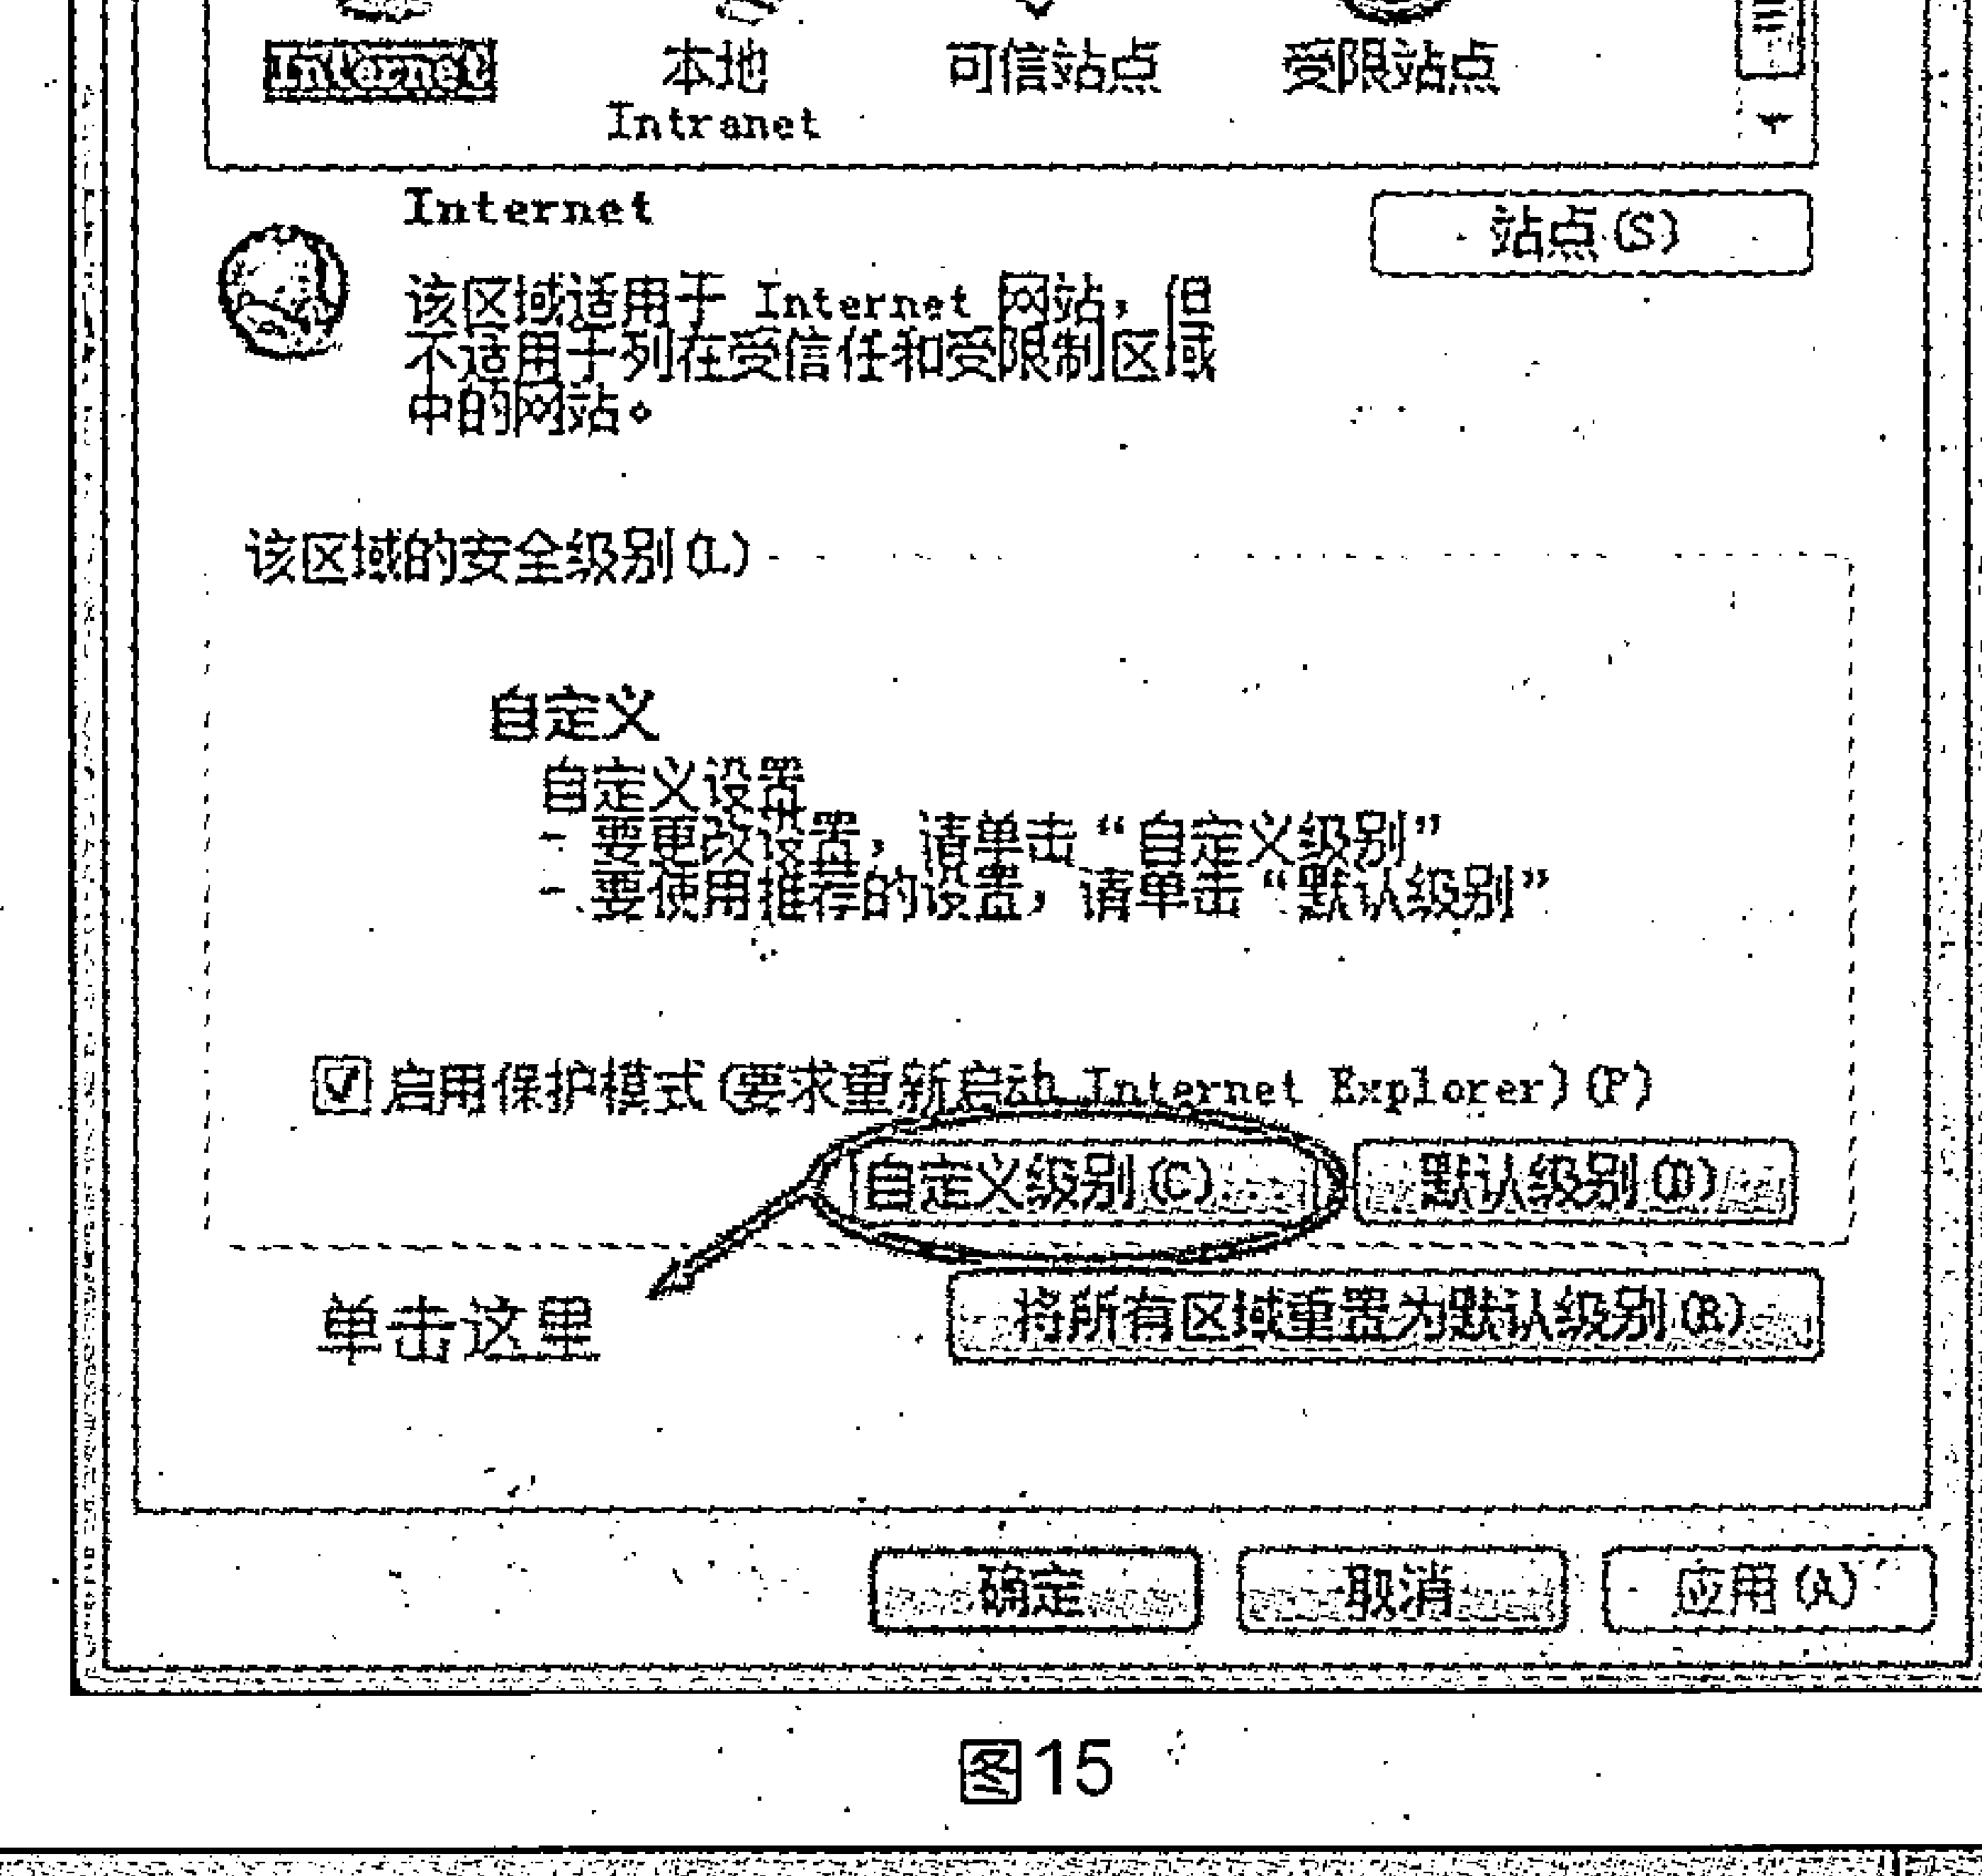 Internet 本地 可信站点 受限站点
Intranet
Internet
站点(S)
该区域适用于 Internet 网站，但
不适用于列在受信任和受限制区域
中的网站。
该区域的安全级别(L)
自定义
自定义设置
- 要更改设置，请单击“自定义级别”
- 要使用推荐的设置，请单击“默认级别”
启用保护模式(要求重新启动 Internet Explorer)(P)
自定义级别(C) 默认级别(D)
单击这里
将所有区域重置为默认级别(R)
确定 取消 应用(A)
图15